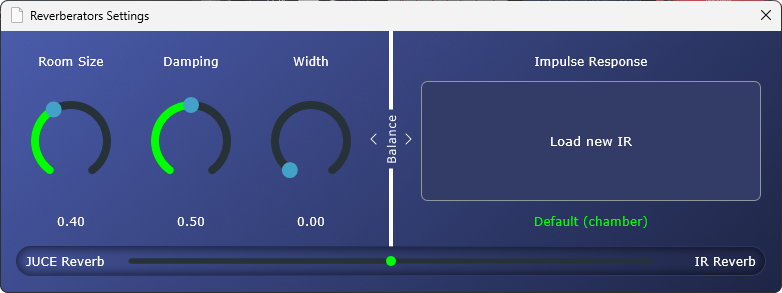 Reverberators Settings
Room Size
Damping
Width
Impulse Response
Balance
Load new IR
0.40
0.50
0.00
Default (chamber)
JUCE Reverb
IR Reverb